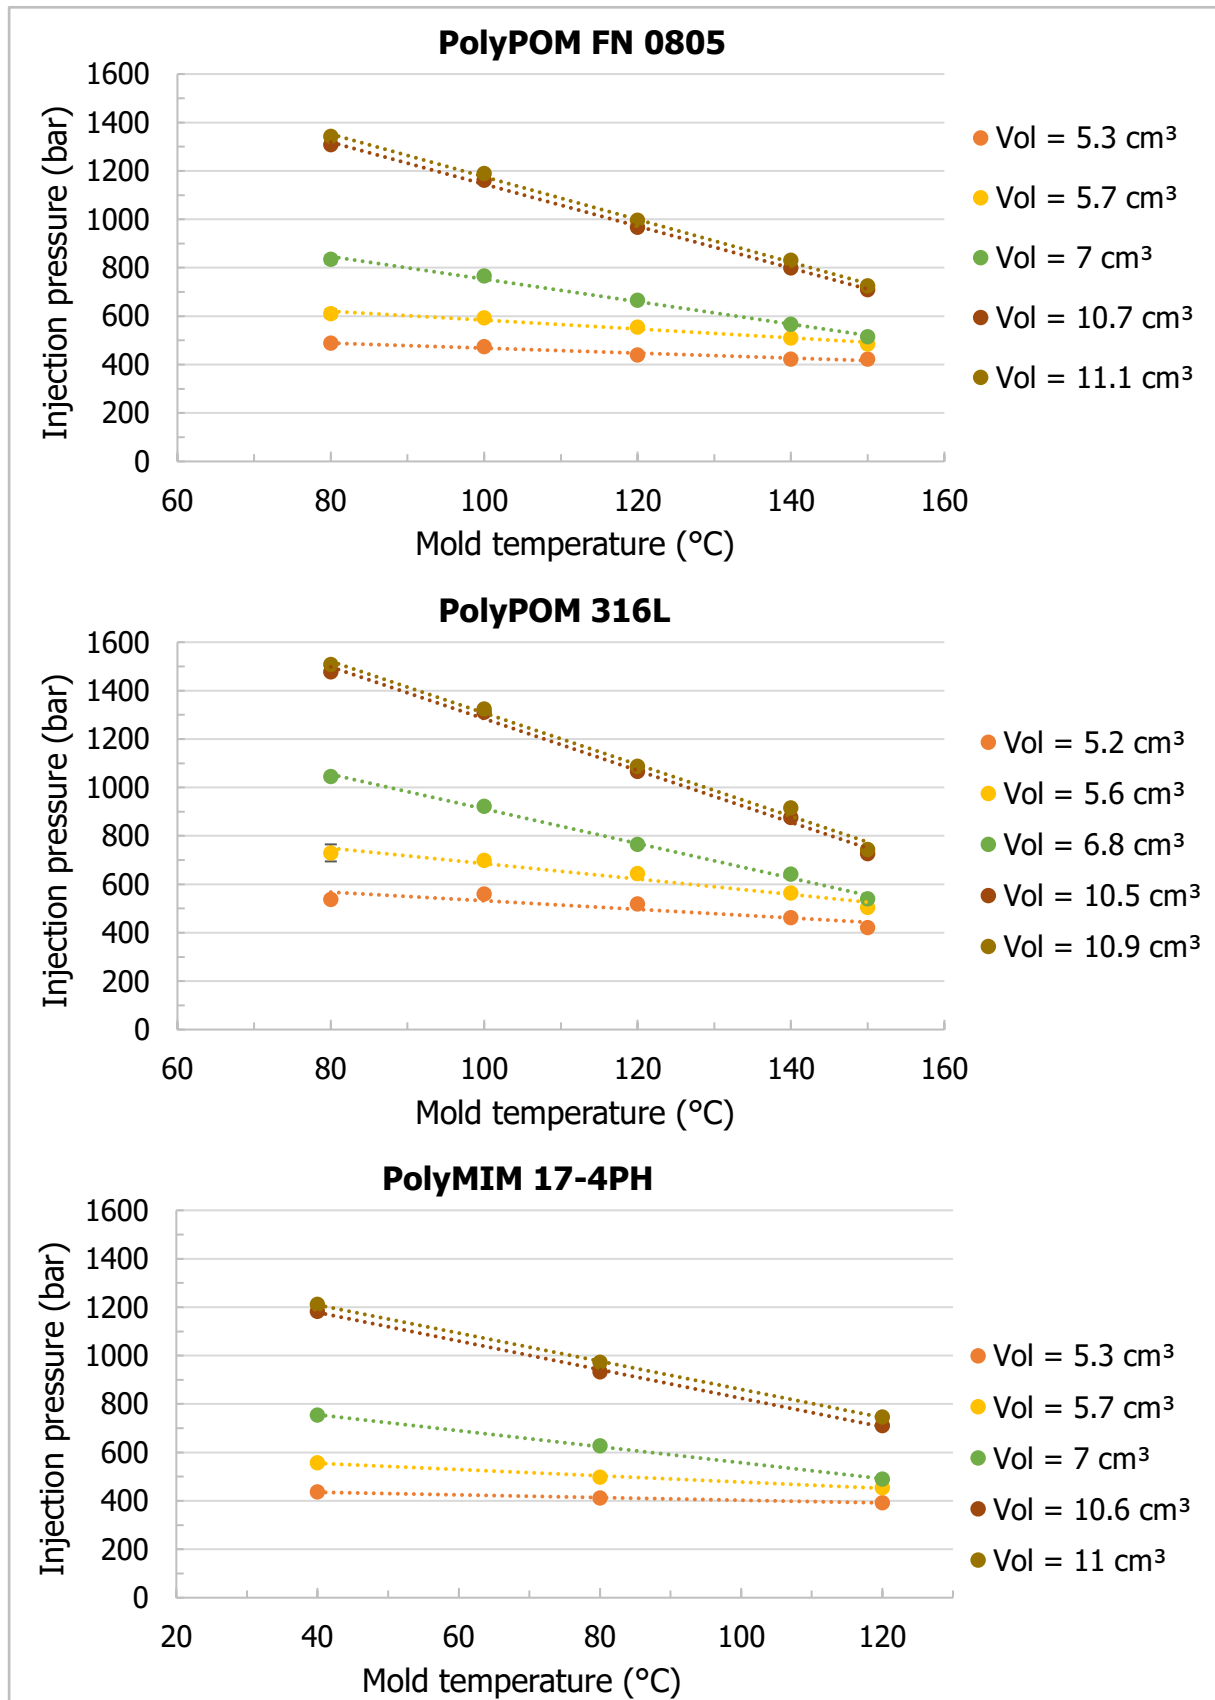 PolyPOM FN 0805
Injection pressure (bar)
1600
1400
1200
1000
800
600
400
200
0
60 80 100 120 140 160
Mold temperature (°C)
Vol = 5.3 cm³
Vol = 5.7 cm³
Vol = 7 cm³
Vol = 10.7 cm³
Vol = 11.1 cm³
PolyPOM 316L
Injection pressure (bar)
1600
1400
1200
1000
800
600
400
200
0
60 80 100 120 140 160
Mold temperature (°C)
Vol = 5.2 cm³
Vol = 5.6 cm³
Vol = 6.8 cm³
Vol = 10.5 cm³
Vol = 10.9 cm³
PolyMIM 17-4PH
Injection pressure (bar)
1600
1400
1200
1000
800
600
400
200
0
20 40 60 80 100 120
Mold temperature (°C)
Vol = 5.3 cm³
Vol = 5.7 cm³
Vol = 7 cm³
Vol = 10.6 cm³
Vol = 11 cm³